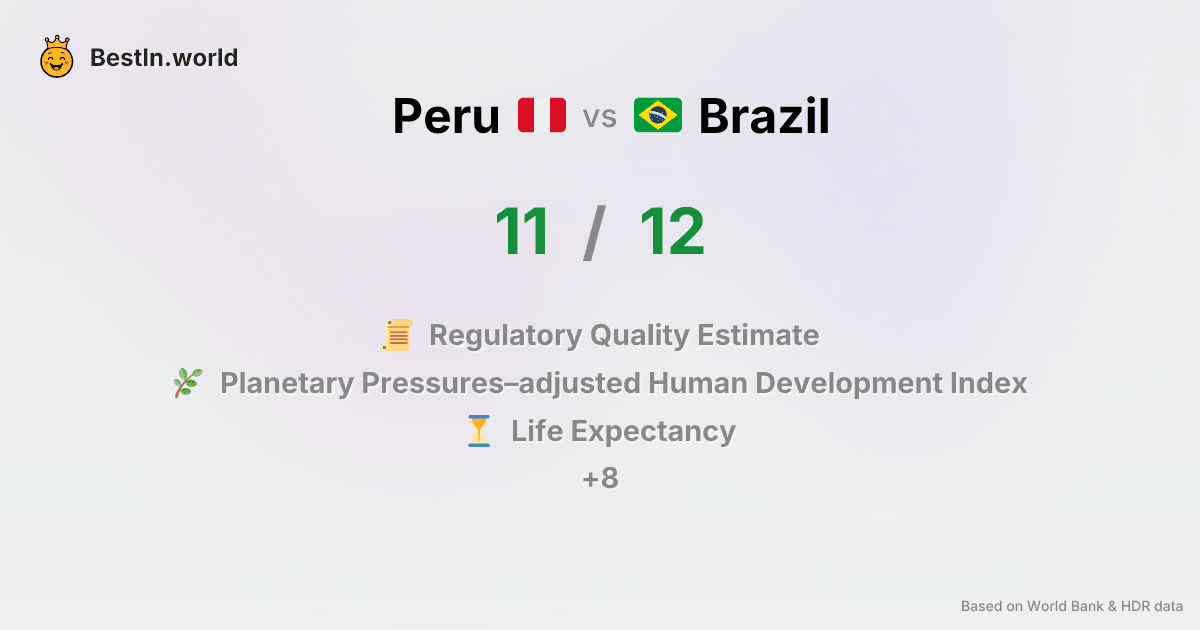 BestIn.world
Peru vs Brazil
11 / 12
Regulatory Quality Estimate
Planetary Pressures–adjusted Human Development Index
Life Expectancy
+8
Based on World Bank & HDR data